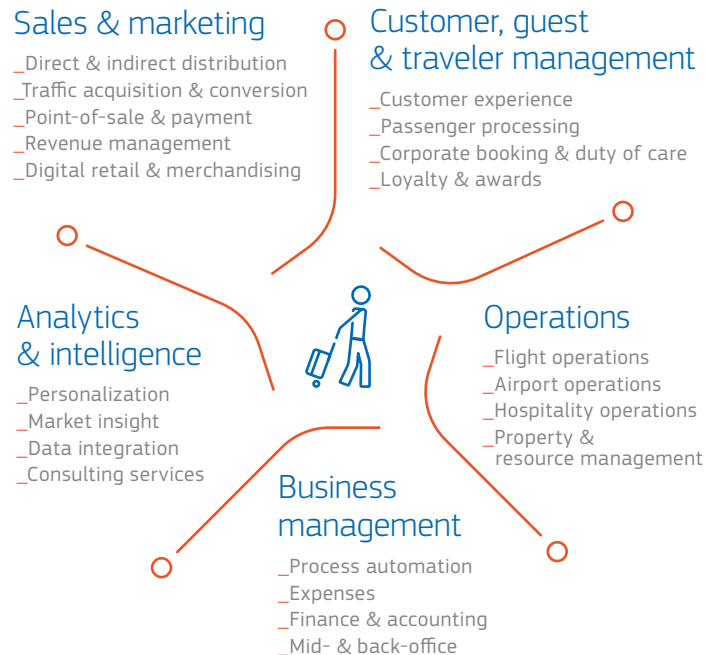 Sales & marketing
_Direct & indirect distribution
_Traffic acquisition & conversion
_Point-of-sale & payment
_Revenue management
_Digital retail & merchandising
Customer, guest
& traveler management
_Customer experience
_Passenger processing
_Corporate booking & duty of care
_Loyalty & awards
Analytics
& intelligence
_Personalization
_Market insight
_Data integration
_Consulting services
Operations
_Flight operations
_Airport operations
_Hospitality operations
_Property &
resource management
Business
management
_Process automation
_Expenses
_Finance & accounting
_Mid- & back-office